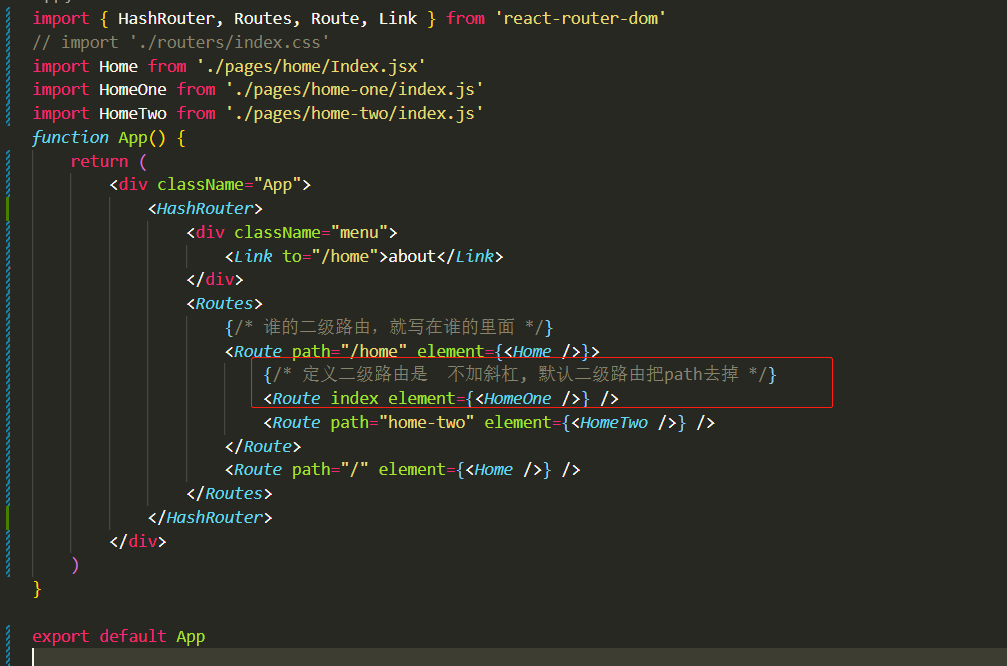 import { HashRouter, Routes, Route, Link } from 'react-router-dom'
// import './routers/index.css'
import Home from './pages/home/Index.jsx'
import HomeOne from './pages/home-one/index.js'
import HomeTwo from './pages/home-two/index.js'
function App() {
    return (
        <div className="App">
            <HashRouter>
                <div className="menu">
                    <Link to="/home">about</Link>
                </div>
                <Routes>
                    {/* 谁的二级路由，就写在谁的里面 */}
                    <Route path="/home" element={<Home />}>
                        {/* 定义二级路由是  不加斜杠，默认二级路由把path去掉 */}
                        <Route index element={<HomeOne />} />
                        <Route path="home-two" element={<HomeTwo />} />
                    </Route>
                    <Route path="/" element={<Home />} />
                </Routes>
            </HashRouter>
        </div>
    )
}
export default App